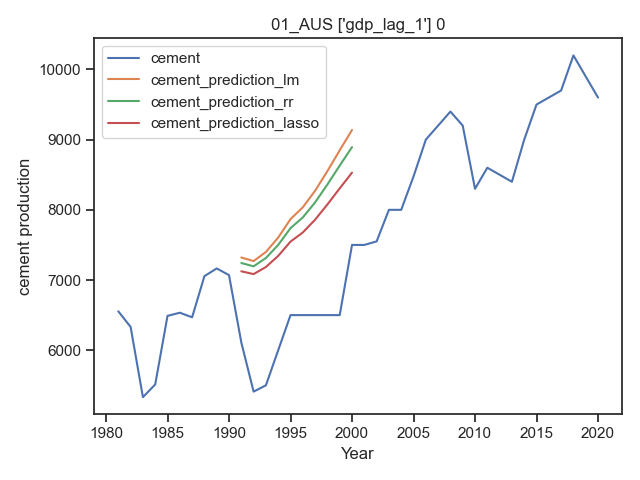 01_AUS ['gdp_lag_1'] 0
cement
cement_prediction_lm
cement_prediction_rr
cement_prediction_lasso
10000
9000
8000
7000
6000
cement production
1980 1985 1990 1995 2000 2005 2010 2015 2020
Year